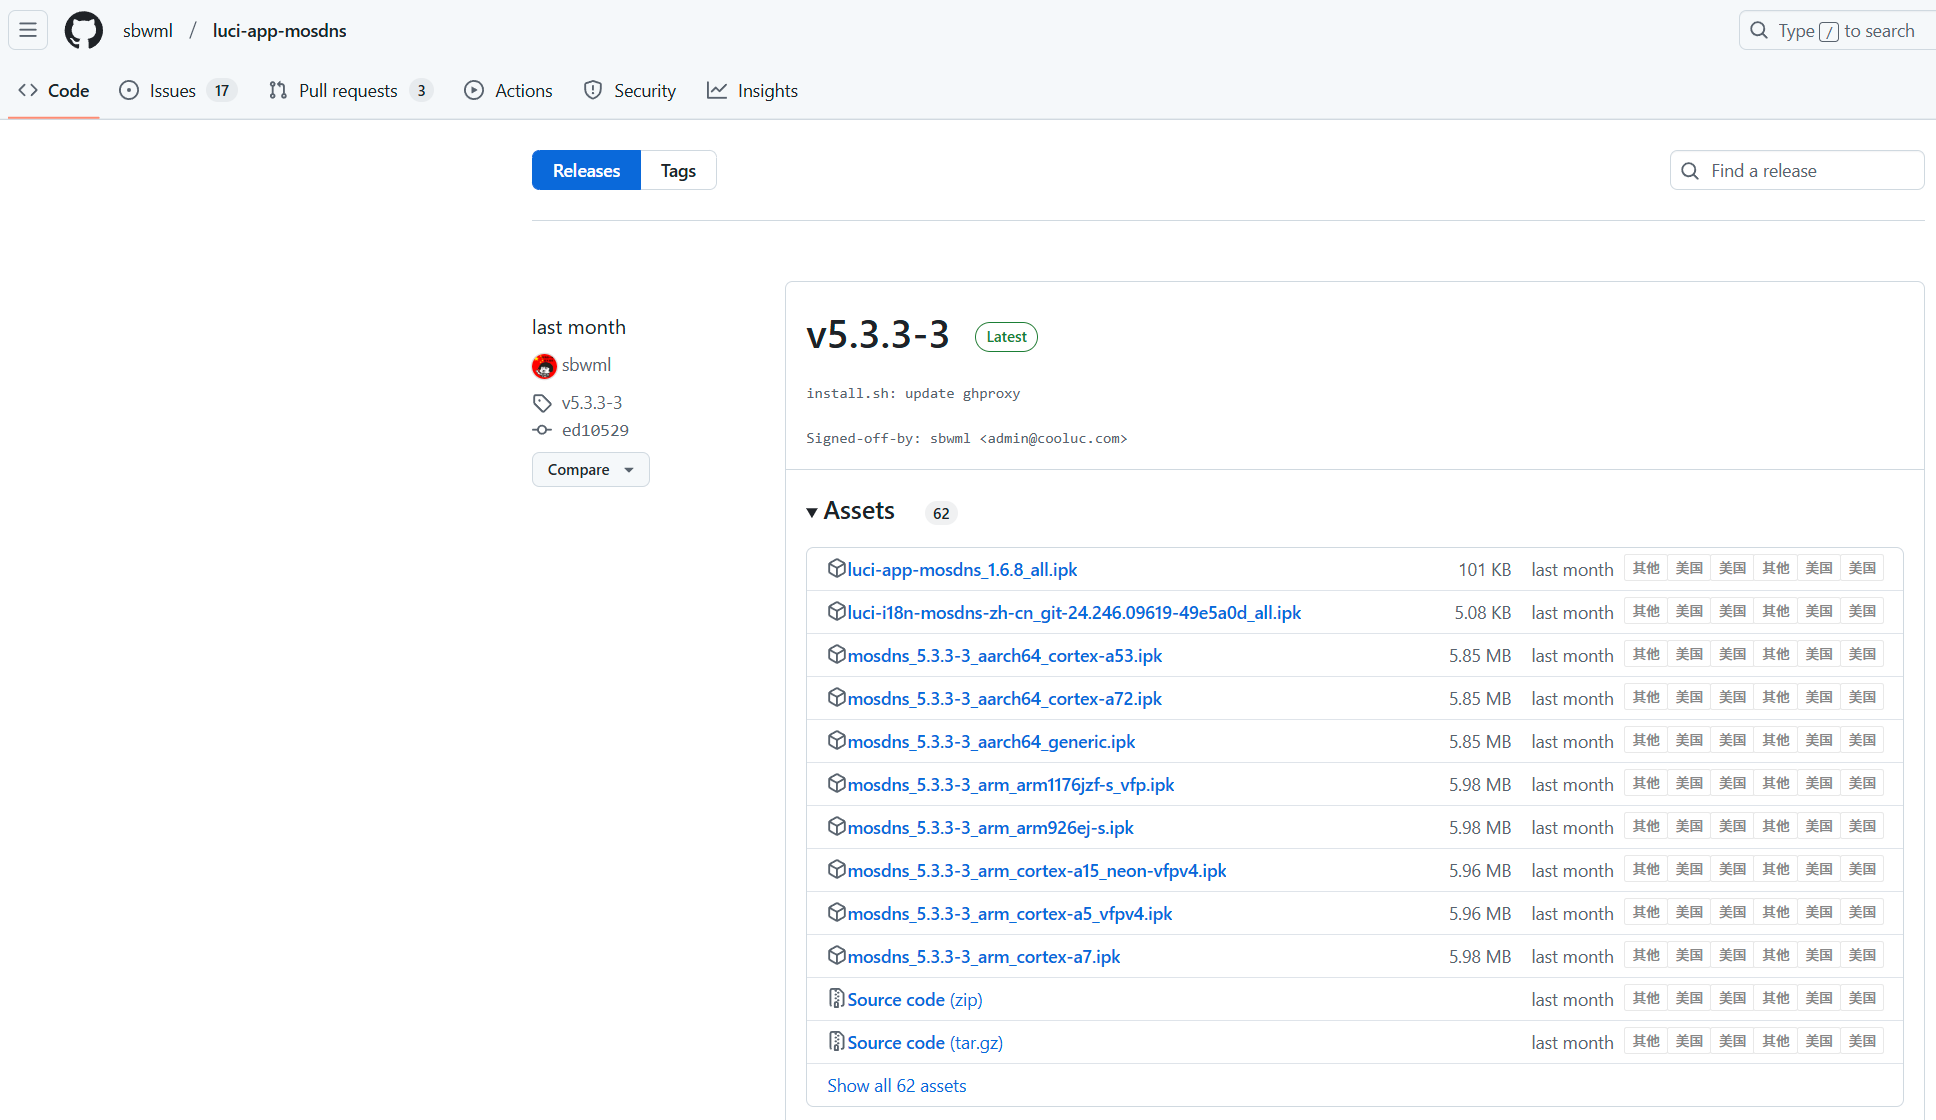 sbwml / luci-app-mosdns
Type / to search
Code Issues 17 Pull requests 3 Actions Security Insights
Releases Tags
Find a release
last month
sbwml
v5.3.3-3
ed10529
Compare
v5.3.3-3 Latest
install.sh: update ghproxy
Signed-off-by: sbwml <admin@cooluc.com>
Assets 62
luci-app-mosdns_1.6.8_all.ipk 101 KB last month 其他 美国 美国 其他 美国 美国
luci-i18n-mosdns-zh-cn_git-24.246.09619-49e5a0d_all.ipk 5.08 KB last month 其他 美国 美国 其他 美国 美国
mosdns_5.3.3-3_aarch64_cortex-a53.ipk 5.85 MB last month 其他 美国 美国 其他 美国 美国
mosdns_5.3.3-3_aarch64_cortex-a72.ipk 5.85 MB last month 其他 美国 美国 其他 美国 美国
mosdns_5.3.3-3_aarch64_generic.ipk 5.85 MB last month 其他 美国 美国 其他 美国 美国
mosdns_5.3.3-3_arm_arm1176jzf-s_vfp.ipk 5.98 MB last month 其他 美国 美国 其他 美国 美国
mosdns_5.3.3-3_arm_arm926ej-s.ipk 5.98 MB last month 其他 美国 美国 其他 美国 美国
mosdns_5.3.3-3_arm_cortex-a15_neon-vfpv4.ipk 5.96 MB last month 其他 美国 美国 其他 美国 美国
mosdns_5.3.3-3_arm_cortex-a5_vfpv4.ipk 5.96 MB last month 其他 美国 美国 其他 美国 美国
mosdns_5.3.3-3_arm_cortex-a7.ipk 5.98 MB last month 其他 美国 美国 其他 美国 美国
Source code (zip) last month 其他 美国 美国 其他 美国 美国
Source code (tar.gz) last month 其他 美国 美国 其他 美国 美国
Show all 62 assets